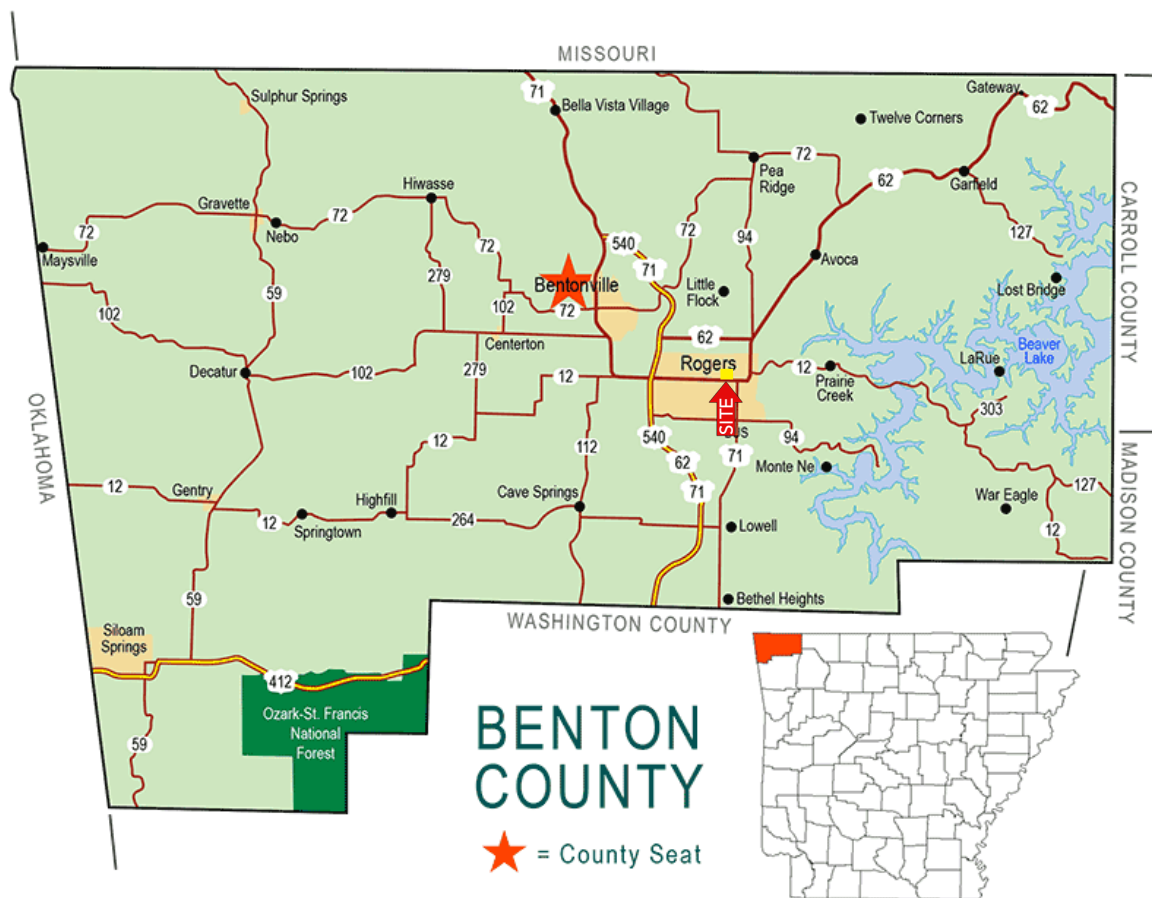 MISSOURI
Sulphur Springs
71
Bella Vista Village
Gateway
62
Twelve Corners
72
Pea
Ridge
62
Garfield
Hiwasse
Gravette
72
Nebo
72
Maysville
72
279
72
540
71
94
127
Avoca
CARROLL COUNTY
59
Bentonville
Little
Flock
Lost Bridge
102
102
72
62
Centerton
Beaver
Lake
LaRue
Decatur
102
279
12
Rogers
12
Prairie
Creek
303
OKLAHOMA
SITE
BUS
71
12
112
540
62
71
94
Monte Ne
MADISON COUNTY
12
Gentry
Highfill
Cave Springs
War Eagle
127
12
Springtown
264
Lowell
12
59
Bethel Heights
WASHINGTON COUNTY
Siloam
Springs
412
Ozark-St. Francis
National
Forest
59
BENTON
COUNTY
= County Seat